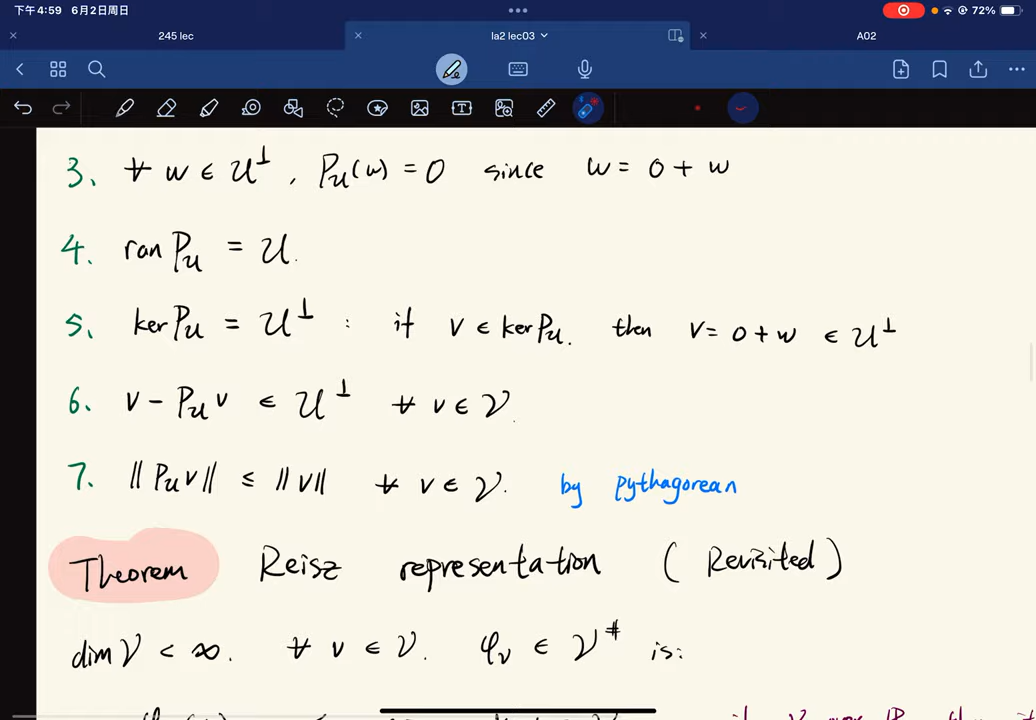 下午4:59 6月2日周日
72%
245 lec
la2 lec03
A02
3、 ∀ w ∈ U⊥ , P_U(w) = 0 since w = 0 + w
4. ran P_U = U.
5、 ker P_U = U⊥ : if v ∈ ker P_U. then v = 0 + w ∈ U⊥
6. v - P_U v ∈ U⊥ ∀ v ∈ V.
7. || P_U v || ≤ || v || ∀ v ∈ V. by pythagorean
Theorem Reisz representation ( Revisited )
dim V < ∞. ∀ v ∈ V. φ_v ∈ V# is: